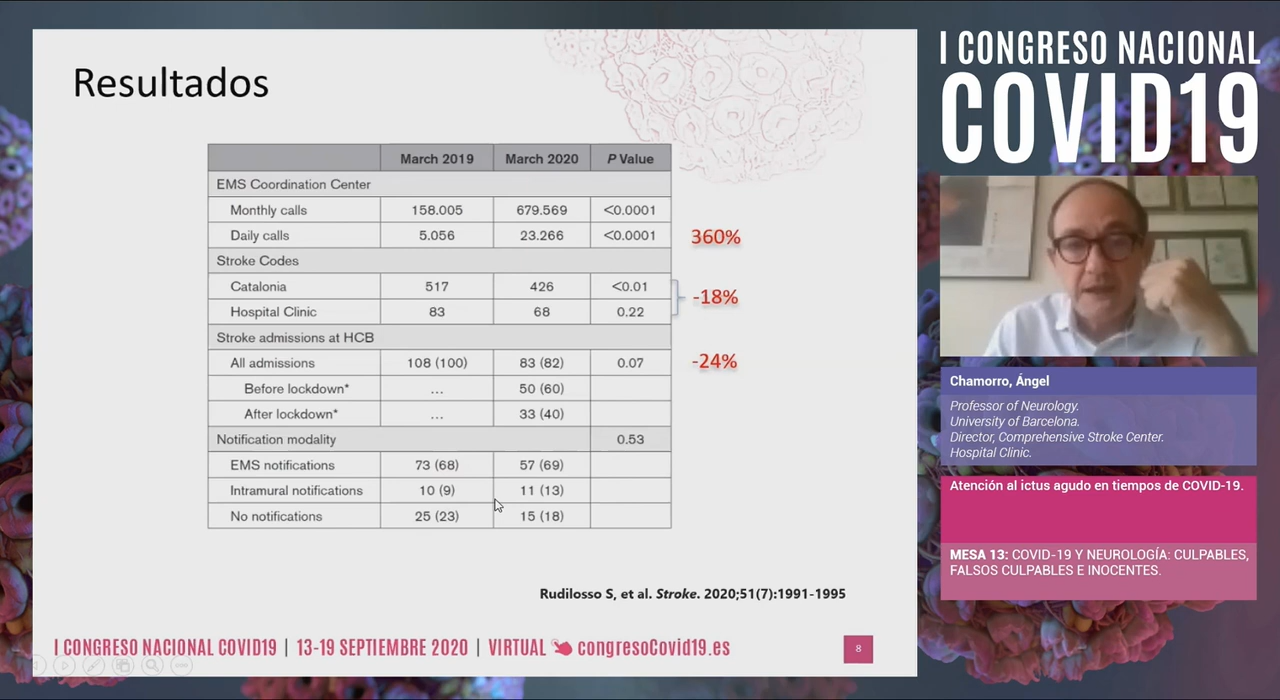 Resultados
March 2019 March 2020 P Value
EMS Coordination Center
Monthly calls 158.005 679.569 <0.0001
Daily calls 5.056 23.266 <0.0001
360%
Stroke Codes
Catalonia 517 426 <0.01
-18%
Hospital Clinic 83 68 0.22
Stroke admissions at HCB
All admissions 108 (100) 83 (82) 0.07
-24%
Before lockdown* ... 50 (60)
After lockdown* ... 33 (40)
Notification modality 0.53
EMS notifications 73 (68) 57 (69)
Intramural notifications 10 (9) 11 (13)
No notifications 25 (23) 15 (18)
Rudilosso S, et al. Stroke. 2020;51(7):1991-1995
I CONGRESO NACIONAL COVID19 | 13-19 SEPTIEMBRE 2020 | VIRTUAL congresoCovid19.es
8
I CONGRESO NACIONAL
COVID19
Chamorro, Ángel
Professor of Neurology.
University of Barcelona.
Director, Comprehensive Stroke Center.
Hospital Clinic.
Atención al ictus agudo en tiempos de COVID-19.
MESA 13: COVID-19 Y NEUROLOGÍA: CULPABLES,
FALSOS CULPABLES E INOCENTES.